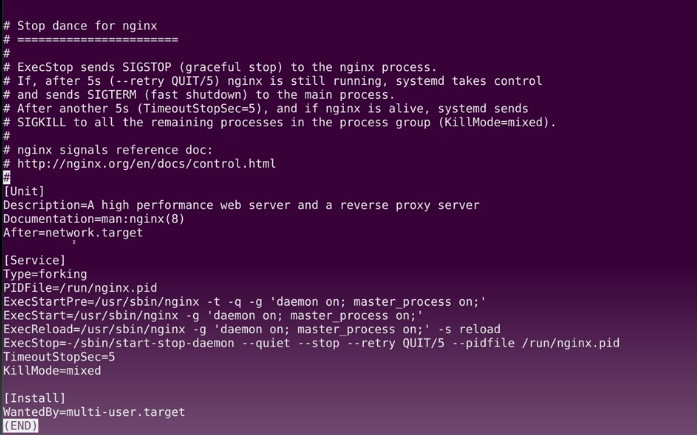 # Stop dance for nginx
# =======================
#
# ExecStop sends SIGSTOP (graceful stop) to the nginx process.
# If, after 5s (--retry QUIT/5) nginx is still running, systemd takes control
# and sends SIGTERM (fast shutdown) to the main process.
# After another 5s (TimeoutStopSec=5), and if nginx is alive, systemd sends
# SIGKILL to all the remaining processes in the process group (KillMode=mixed).
#
# nginx signals reference doc:
# http://nginx.org/en/docs/control.html
#
[Unit]
Description=A high performance web server and a reverse proxy server
Documentation=man:nginx(8)
After=network.target
[Service]
Type=forking
PIDFile=/run/nginx.pid
ExecStartPre=/usr/sbin/nginx -t -q -g 'daemon on; master_process on;'
ExecStart=/usr/sbin/nginx -g 'daemon on; master_process on;'
ExecReload=/usr/sbin/nginx -g 'daemon on; master_process on;' -s reload
ExecStop=-/sbin/start-stop-daemon --quiet --stop --retry QUIT/5 --pidfile /run/nginx.pid
TimeoutStopSec=5
KillMode=mixed
[Install]
WantedBy=multi-user.target
(END)